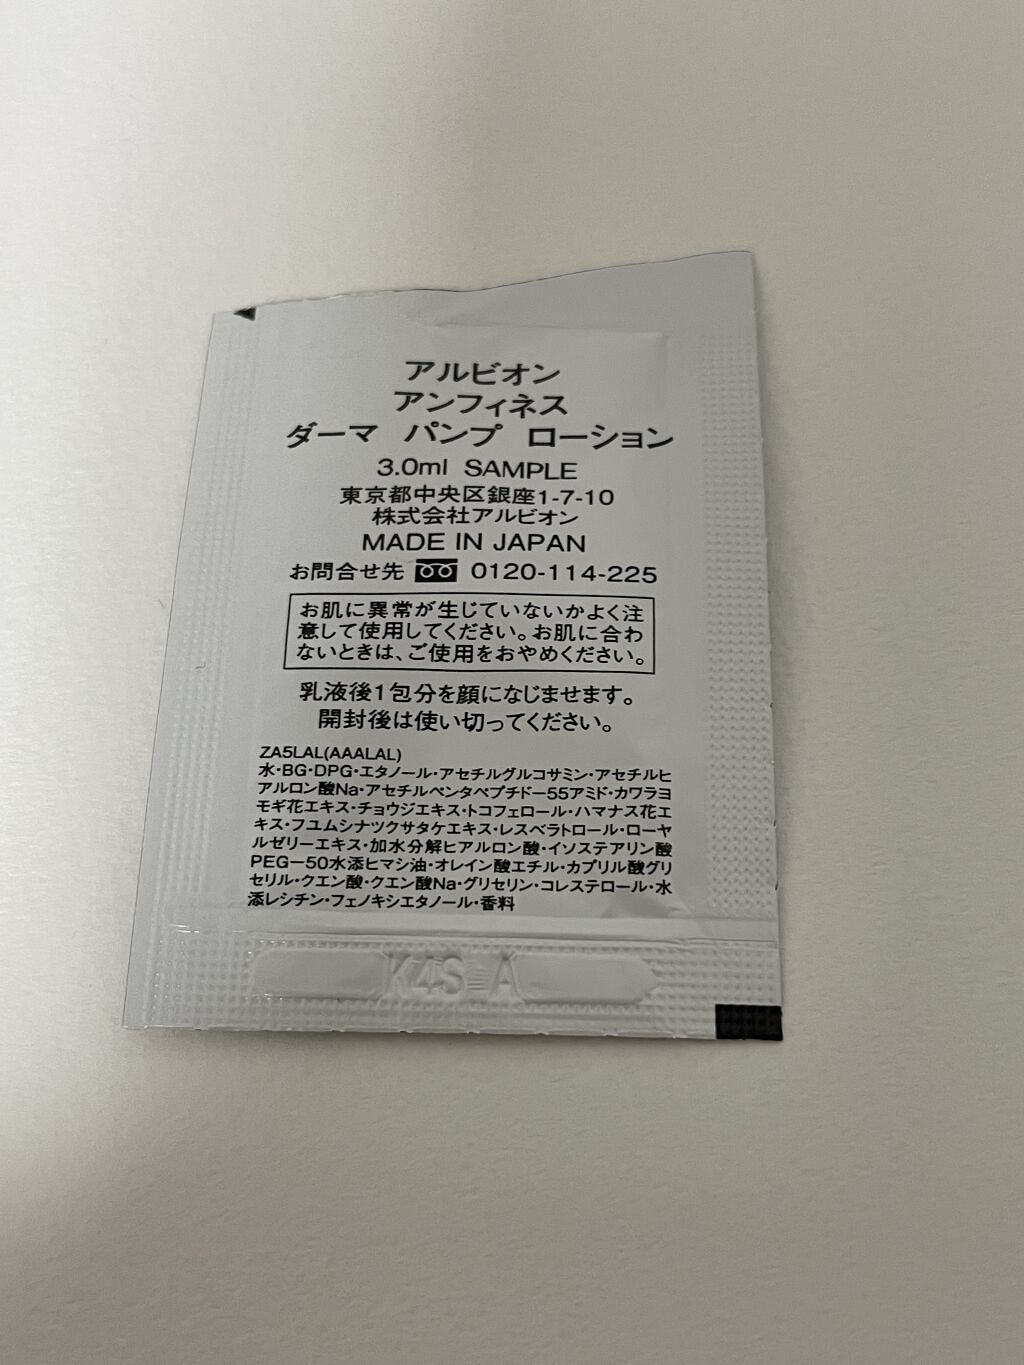 アルビオン
アンフィネス
ダーマ パンプ ローション
3.0ml SAMPLE
東京都中央区銀座1-7-10
株式会社アルビオン
MADE IN JAPAN
お問合せ先 0120-114-225
お肌に異常が生じていないかよく注
意して使用してください。お肌に合わ
ないときは、ご使用をおやめください。
乳液後1包分を顔になじませます。
開封後は使い切ってください。
ZA5LAL(AAALAL)
水・BG・DPG・エタノール・アセチルグルコサミン・アセチルヒ
アルロン酸Na・アセチルペンタペプチド－55アミド・カワラヨ
モギ花エキス・チョウジエキス・トコフェロール・ハマナス花エ
キス・フユムシナツクサタケエキス・レスベラトロール・ローヤ
ルゼリーエキス・加水分解ヒアルロン酸・イソステアリン酸
PEG－50水添ヒマシ油・オレイン酸エチル・カプリル酸グリ
セリル・クエン酸・クエン酸Na・グリセリン・コレステロール・水
添レシチン・フェノキシエタノール・香料